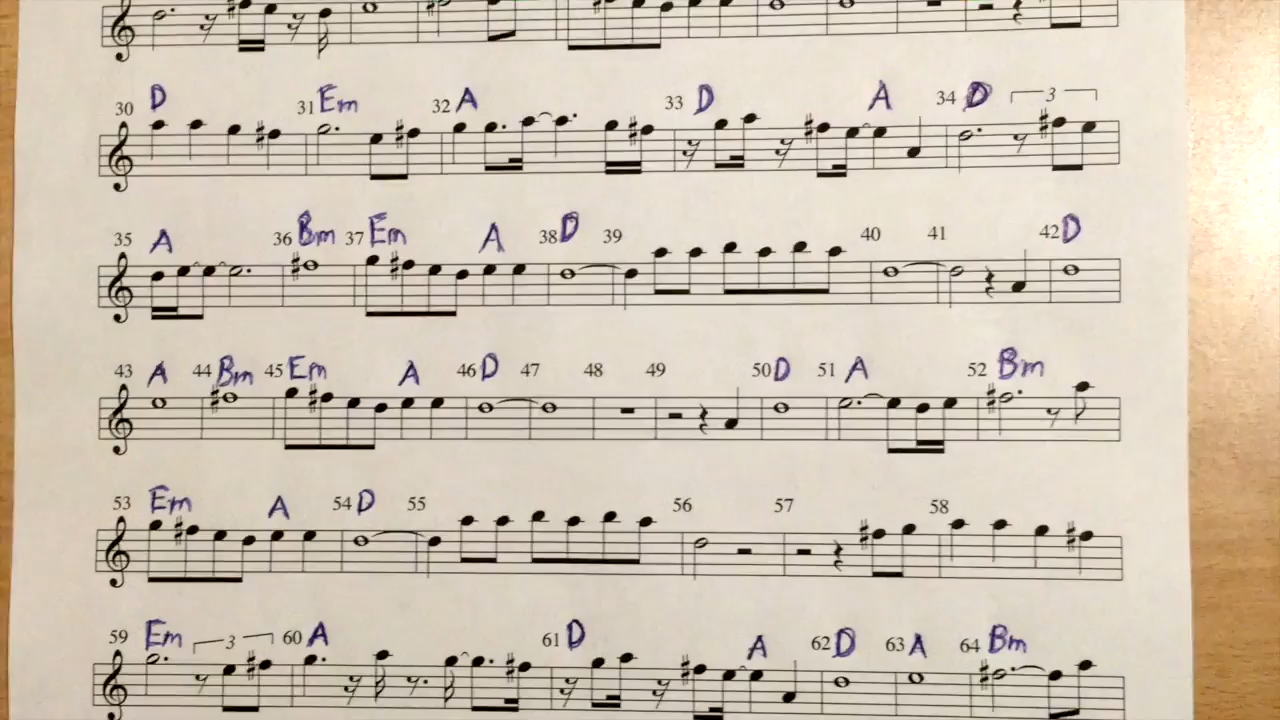 30 D 31 Em 32 A 33 D A 34 D 3
35 A 36 Bm 37 Em A 38 D 39 40 41 42 D
43 A 44 Bm 45 Em A 46 D 47 48 49 50 D 51 A 52 Bm
53 Em A 54 D 55 56 57 58
59 Em 3 60 A 61 D A 62 D 63 A 64 Bm